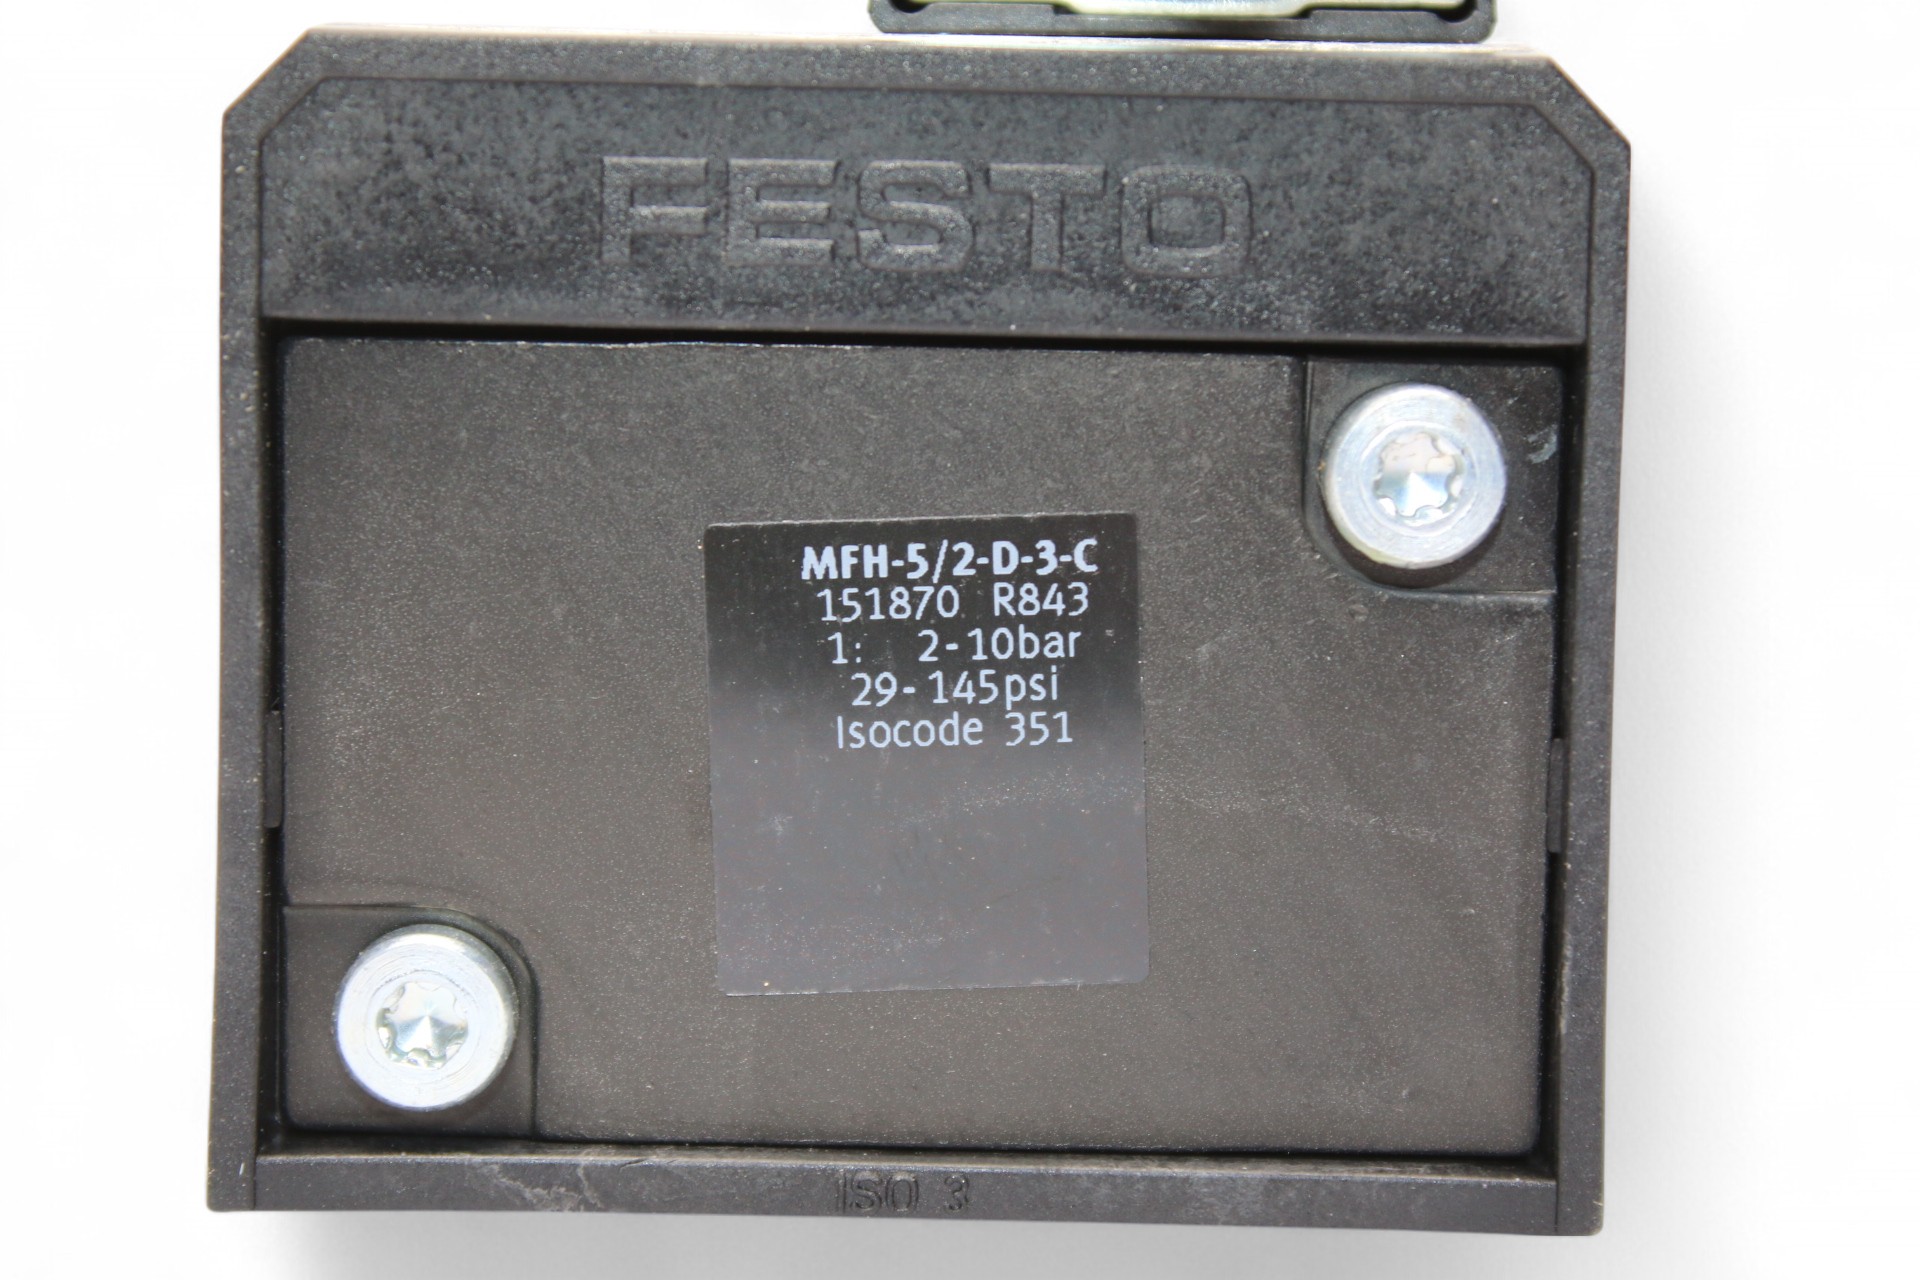 FESTO
MFH-5/2-D-3-C
151870 R843
1: 2-10bar
29-145psi
Isocode 351
ISO 3